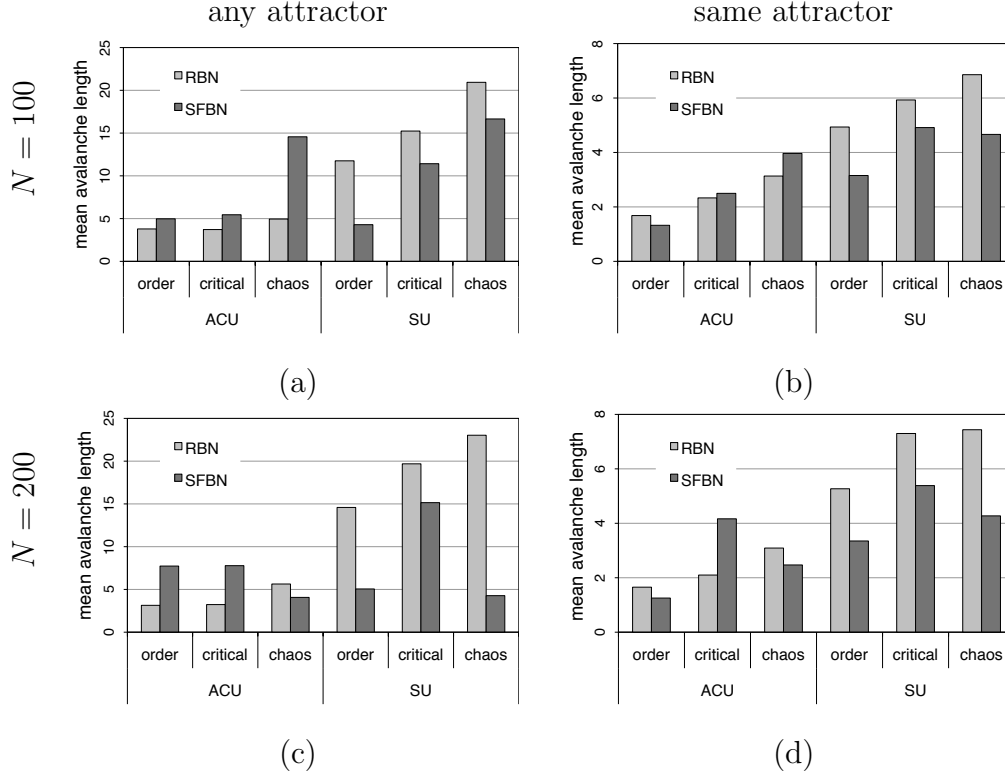 any attractor
same attractor
N = 100
mean avalanche length
25
20
15
10
5
0
RBN
SFBN
order critical chaos order critical chaos
ACU SU
(a)
mean avalanche length
8
6
4
2
0
RBN
SFBN
order critical chaos order critical chaos
ACU SU
(b)
N = 200
mean avalanche length
25
20
15
10
5
0
RBN
SFBN
order critical chaos order critical chaos
ACU SU
(c)
mean avalanche length
8
6
4
2
0
RBN
SFBN
order critical chaos order critical chaos
ACU SU
(d)